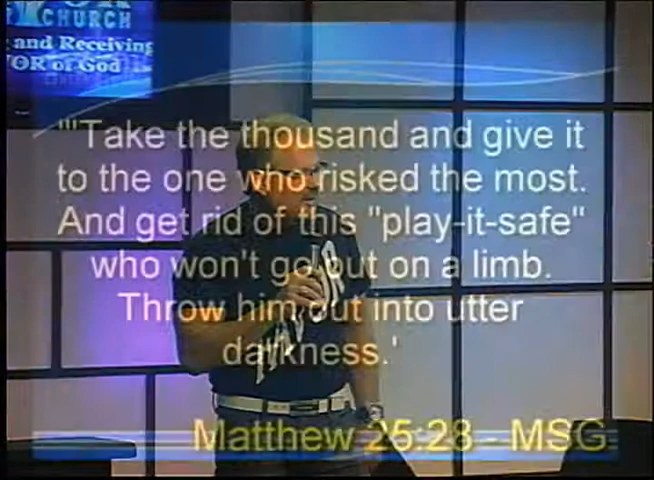 CHURCH
and Receiving
VOR of God
"'Take the thousand and give it
to the one who risked the most.
And get rid of this "play-it-safe"
who won't go out on a limb.
Throw him out into utter
darkness.'
Matthew 25:28 - MSG